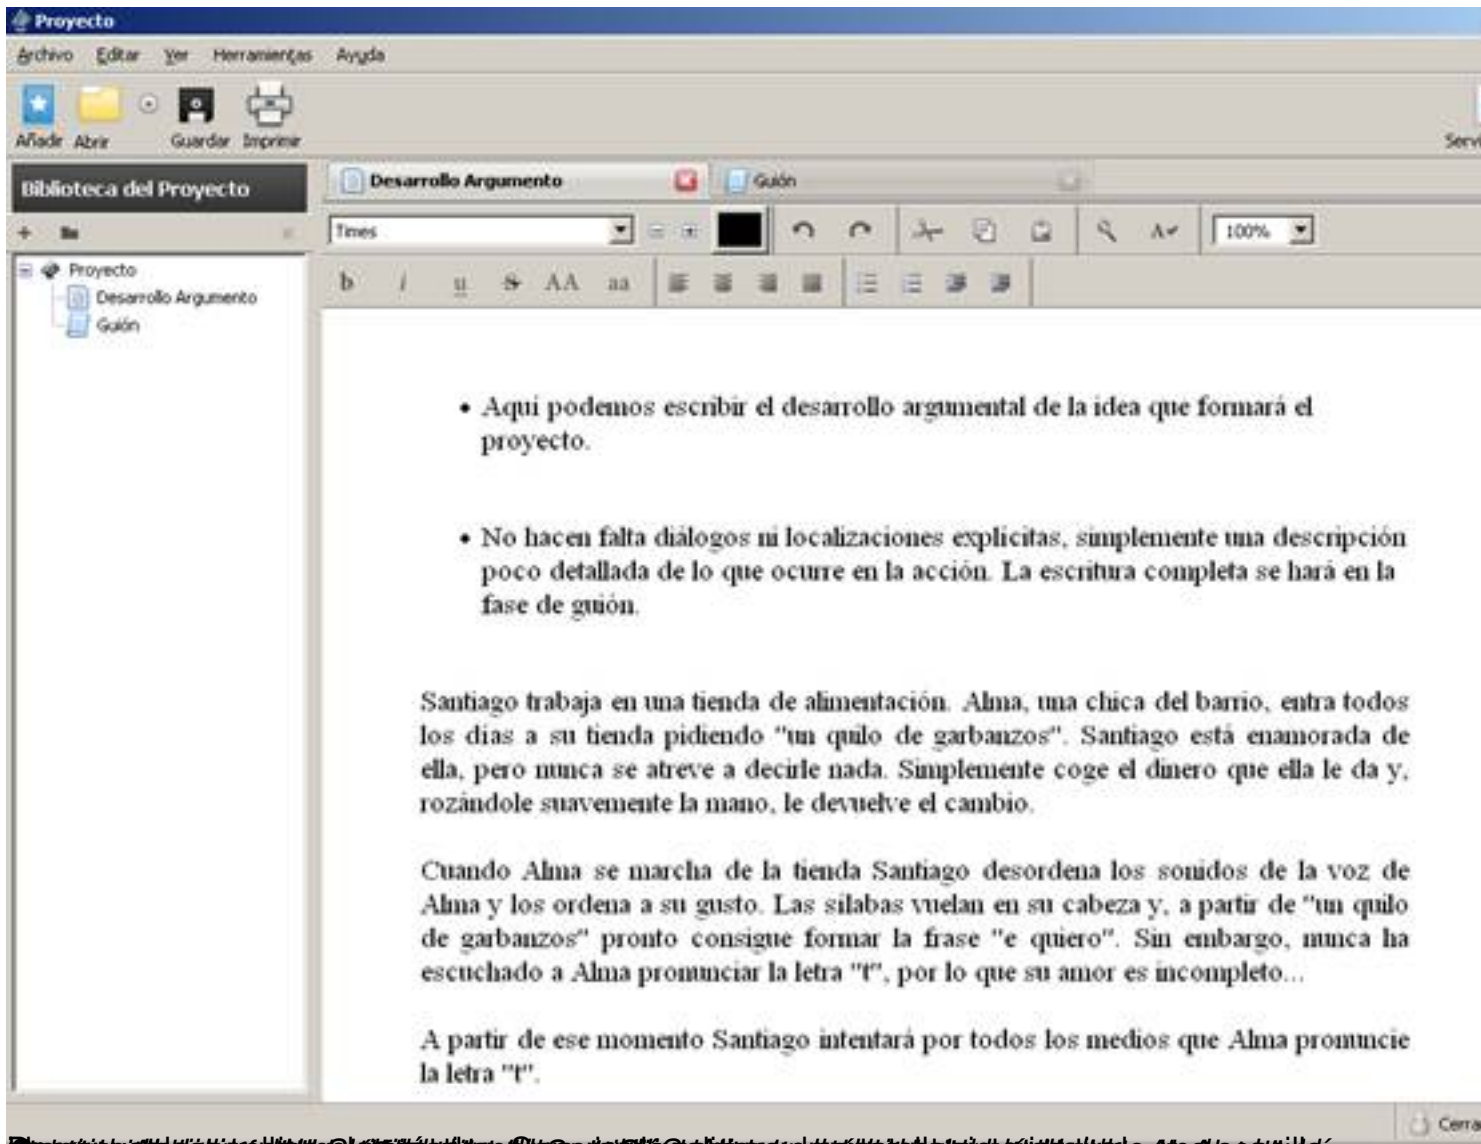 Proyecto
Archivo Editar Ver Herramientas Ayuda
Añadir Abrir Guardar Imprimir
Biblioteca del Proyecto
Proyecto
Desarrollo Argumento
Guión
Desarrollo Argumento Guión
Times 100%
b i u S AA aa
• Aquí podemos escribir el desarrollo argumental de la idea que formará el
proyecto.
• No hacen falta diálogos ni localizaciones explícitas, simplemente una descripción
poco detallada de lo que ocurre en la acción. La escritura completa se hará en la
fase de guión.
Santiago trabaja en una tienda de alimentación. Alma, una chica del barrio, entra todos
los días a su tienda pidiendo "un quilo de garbanzos". Santiago está enamorada de
ella, pero nunca se atreve a decirle nada. Simplemente coge el dinero que ella le da y,
rozándole suavemente la mano, le devuelve el cambio.
Cuando Alma se marcha de la tienda Santiago desordena los sonidos de la voz de
Alma y los ordena a su gusto. Las sílabas vuelan en su cabeza y, a partir de "un quilo
de garbanzos" pronto consigue formar la frase "e quiero". Sin embargo, nunca ha
escuchado a Alma pronunciar la letra "t", por lo que su amor es incompleto...
A partir de ese momento Santiago intentará por todos los medios que Alma pronuncie
la letra "t".